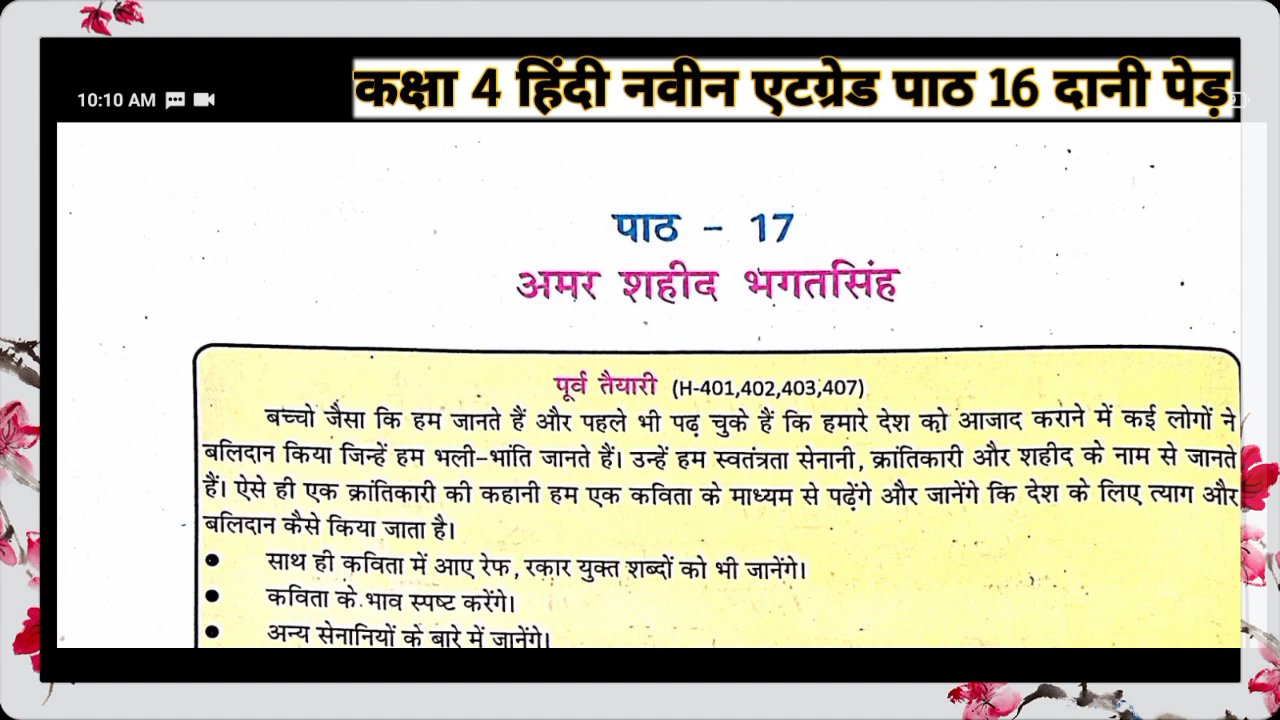 10:10 AM
कक्षा 4 हिंदी नवीन एटग्रेड पाठ 16 दानी पेड़
पाठ – 17
अमर शहीद भगतसिंह
पूर्व तैयारी (H-401,402,403,407)
बच्चो जैसा कि हम जानते हैं और पहले भी पढ़ चुके हैं कि हमारे देश को आजाद कराने में कई लोगों ने
बलिदान किया जिन्हें हम भली–भांति जानते हैं। उन्हें हम स्वतंत्रता सेनानी, क्रांतिकारी और शहीद के नाम से जानते
हैं। ऐसे ही एक क्रांतिकारी की कहानी हम एक कविता के माध्यम से पढ़ेंगे और जानेंगे कि देश के लिए त्याग और
बलिदान कैसे किया जाता है।
● साथ ही कविता में आए रेफ, रकार युक्त शब्दों को भी जानेंगे।
● कविता के भाव स्पष्ट करेंगे।
● अन्य सेनानियों के बारे में जानेंगे।